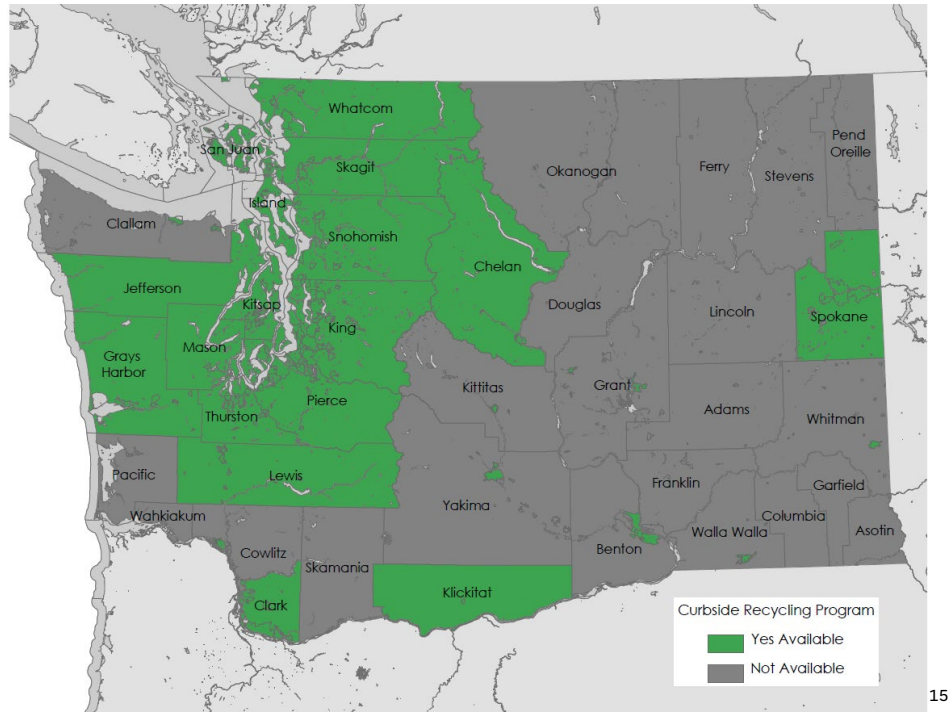 Whatcom
San Juan
Skagit
Okanogan
Ferry
Stevens
Pend
Oreille
Island
Clallam
Snohomish
Chelan
Jefferson
Kitsap
King
Douglas
Lincoln
Spokane
Mason
Grays
Harbor
Kittitas
Grant
Thurston
Pierce
Adams
Whitman
Pacific
Lewis
Yakima
Franklin
Garfield
Wahkiakum
Columbia
Walla Walla
Asotin
Cowlitz
Skamania
Benton
Clark
Klickitat
Curbside Recycling Program
Yes Available
Not Available
15